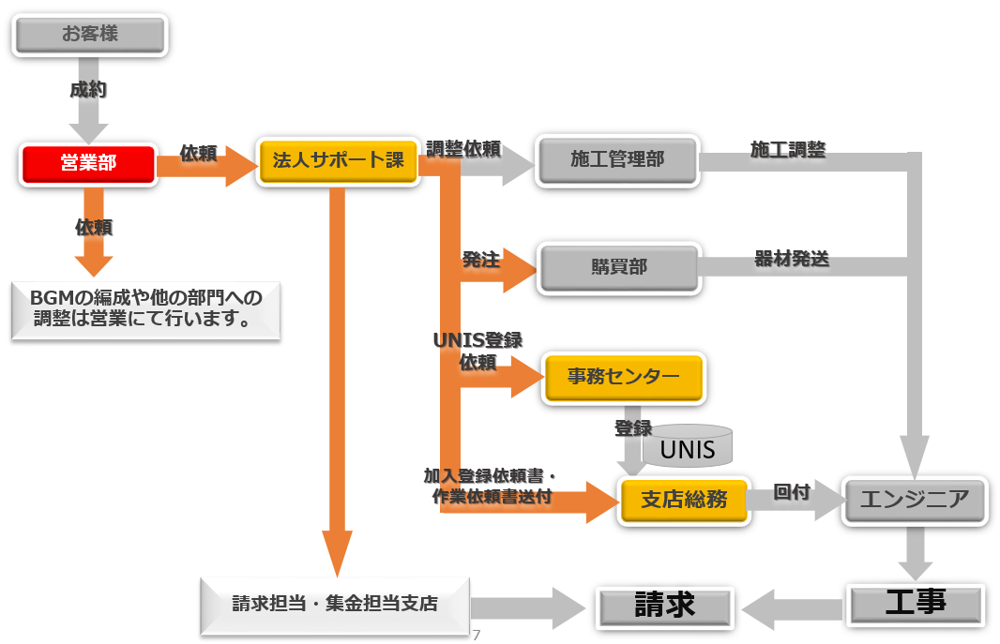 お客様
成約
営業部
依頼
法人サポート課
調整依頼
施工管理部
施工調整
依頼
発注
購買部
器材発送
BGMの編成や他の部門への
調整は営業にて行います。
UNIS登録
依頼
事務センター
登録
UNIS
加入登録依頼書・
作業依頼書送付
支店総務
回付
エンジニア
請求担当・集金担当支店
請求
工事
7